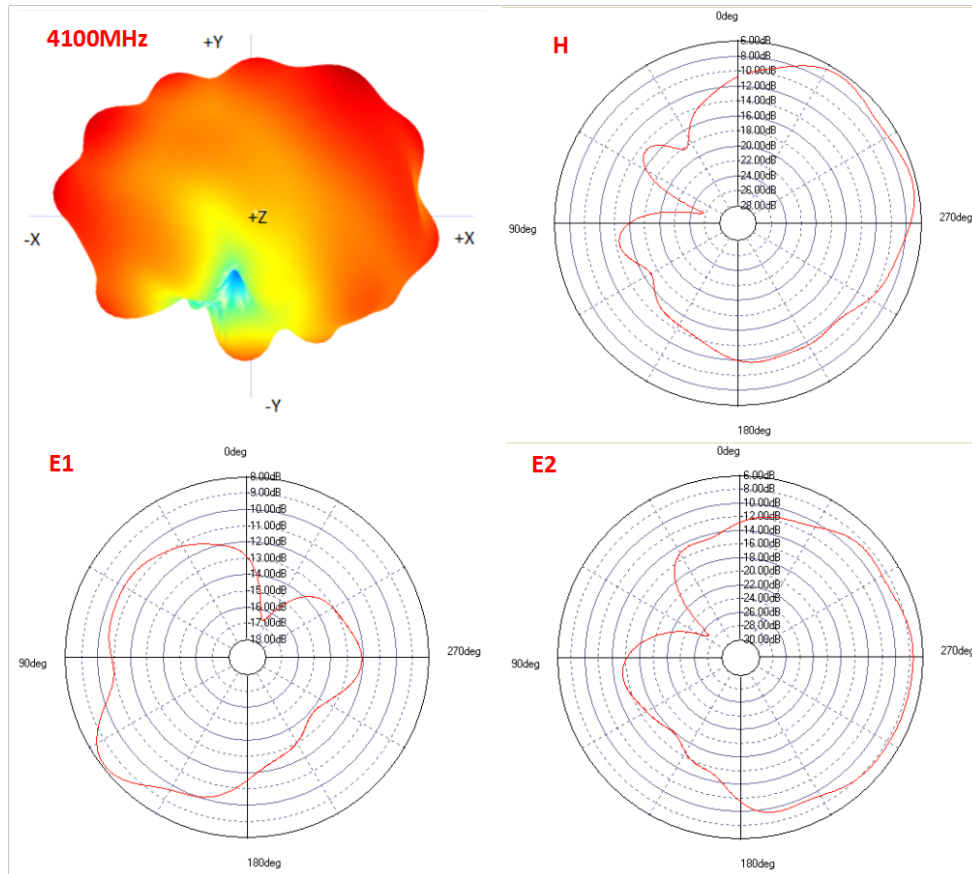 4100MHz
+Y
+Z
-X
+X
-Y
H
0deg
6.00dB
8.00dB
10.00dB
12.00dB
14.00dB
16.00dB
18.00dB
20.00dB
22.00dB
24.00dB
26.00dB
28.00dB
90deg
270deg
180deg
E1
0deg
8.00dB
9.00dB
10.00dB
11.00dB
12.00dB
13.00dB
14.00dB
15.00dB
16.00dB
17.00dB
18.00dB
90deg
270deg
180deg
E2
0deg
6.00dB
8.00dB
10.00dB
12.00dB
14.00dB
16.00dB
18.00dB
20.00dB
22.00dB
24.00dB
26.00dB
28.00dB
30.00dB
90deg
270deg
180deg